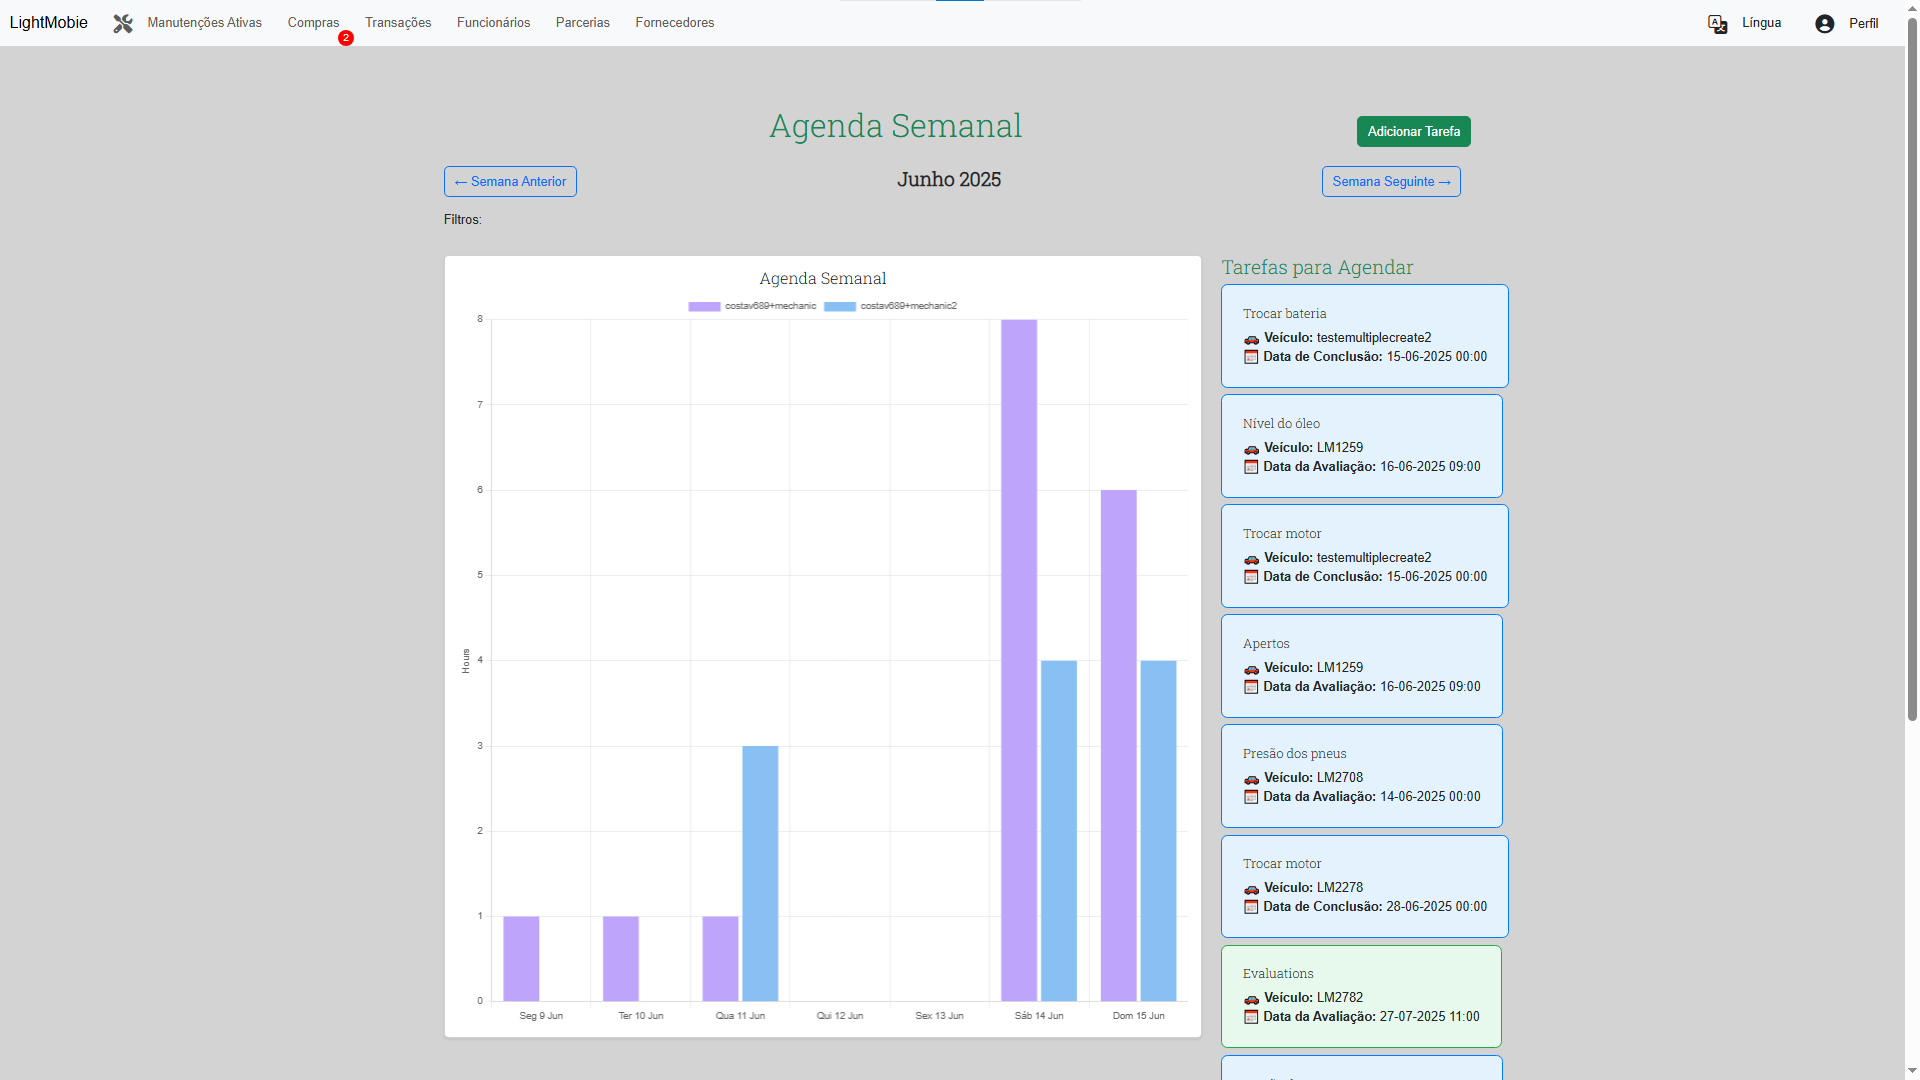 LightMobie
Manutenções Ativas
Compras
2
Transações
Funcionários
Parcerias
Fornecedores
Língua
Perfil
Agenda Semanal
Adicionar Tarefa
← Semana Anterior
Junho 2025
Semana Seguinte →
Filtros:
Agenda Semanal
costav689+mechanic
costav689+mechanic2
8
7
6
5
4
3
2
1
0
Hours
Seg 9 Jun
Ter 10 Jun
Qua 11 Jun
Qui 12 Jun
Sex 13 Jun
Sáb 14 Jun
Dom 15 Jun
Tarefas para Agendar
Trocar bateria
Veículo: testemultiplecreate2
Data de Conclusão: 15-06-2025 00:00
Nível do óleo
Veículo: LM1259
Data da Avaliação: 16-06-2025 09:00
Trocar motor
Veículo: testemultiplecreate2
Data de Conclusão: 15-06-2025 00:00
Apertos
Veículo: LM1259
Data da Avaliação: 16-06-2025 09:00
Presão dos pneus
Veículo: LM2708
Data da Avaliação: 14-06-2025 00:00
Trocar motor
Veículo: LM2278
Data de Conclusão: 28-06-2025 00:00
Evaluations
Veículo: LM2782
Data da Avaliação: 27-07-2025 11:00